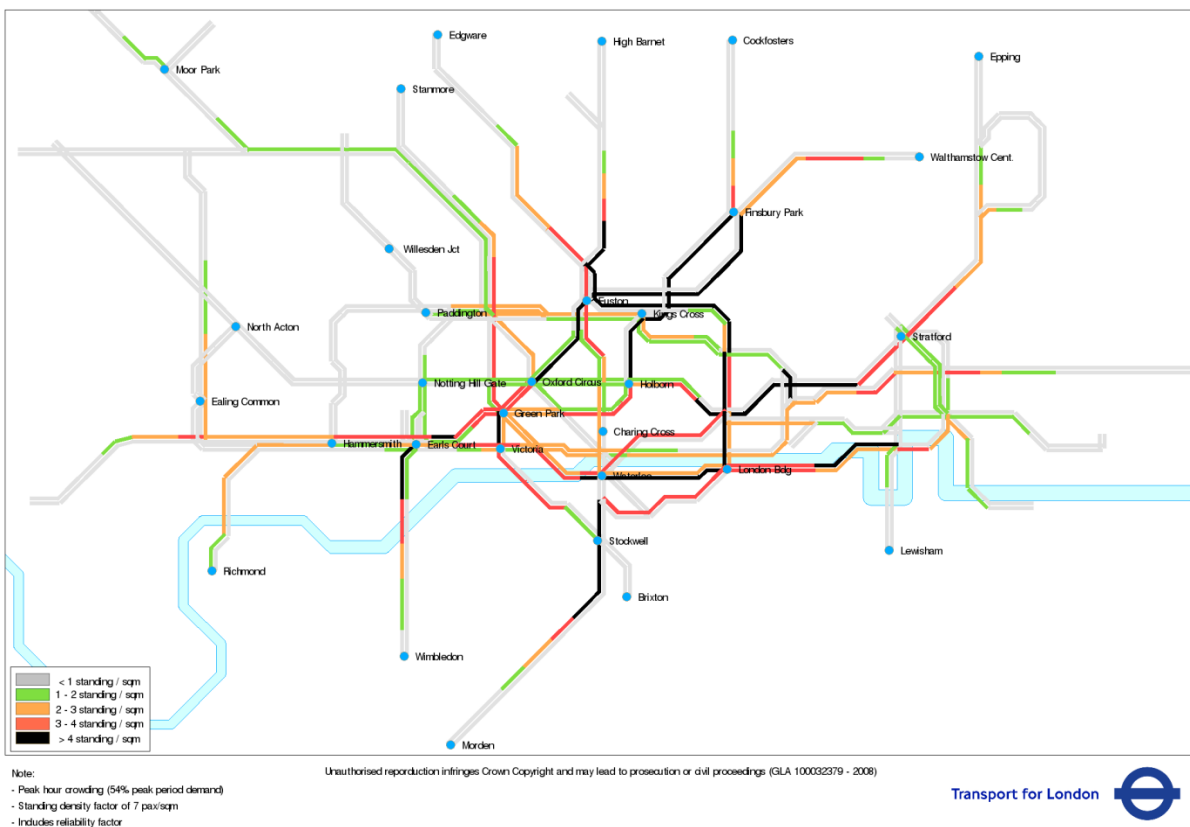 Edgware
High Barnet
Cockfosters
Epping
Moor Park
Stanmore
Walthamstow Cent.
Finsbury Park
Willesden Jct
Euston
Paddington
Kings Cross
North Acton
Stratford
Notting Hill Gate
Oxford Circus
Holborn
Ealing Common
Green Park
Charing Cross
Hammersmith
Earls Court
Victoria
London Bdg
Waterloo
Stockwell
Lewisham
Richmond
Brixton
Wimbledon
< 1 standing / sqm
1 - 2 standing / sqm
2 - 3 standing / sqm
3 - 4 standing / sqm
> 4 standing / sqm
Morden
Unauthorised reporduction infringes Crown Copyright and may lead to prosecution or civil proceedings (GLA 100032379 - 2008)
Note:
- Peak hour crowding (54% peak period demand)
- Standing density factor of 7 pax/sqm
- Includes reliability factor
Transport for London